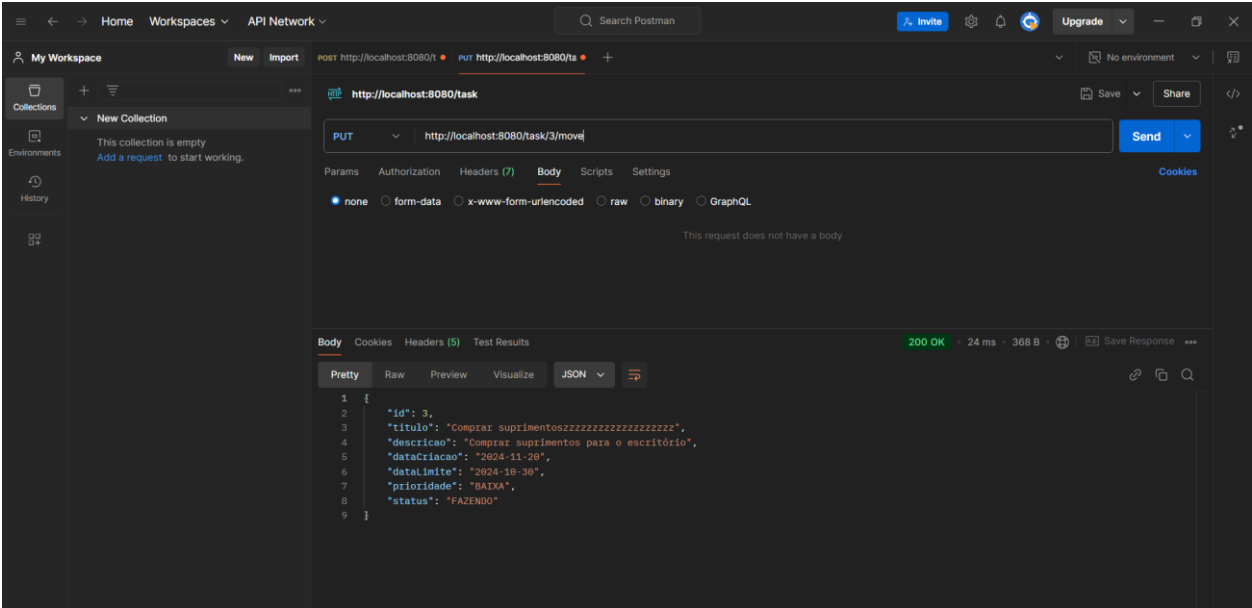 Home Workspaces API Network Search Postman Invite Upgrade
My Workspace New Import POST http://localhost:8080/t PUT http://localhost:8080/ta No environment
Collections
Environments
History
New Collection
This collection is empty
Add a request to start working.
HTTP http://localhost:8080/task Save Share
PUT http://localhost:8080/task/3/move Send
Params Authorization Headers (7) Body Scripts Settings Cookies
none form-data x-www-form-urlencoded raw binary GraphQL
This request does not have a body
Body Cookies Headers (5) Test Results 200 OK 24 ms 368 B Save Response
Pretty Raw Preview Visualize JSON
1 {
2 "id": 3,
3 "titulo": "Comprar suprimentoszzzzzzzzzzzzzzzzzzzz",
4 "descricao": "Comprar suprimentos para o escritório",
5 "dataCriacao": "2024-11-20",
6 "dataLimite": "2024-10-30",
7 "prioridade": "BAIXA",
8 "status": "FAZENDO"
9 }